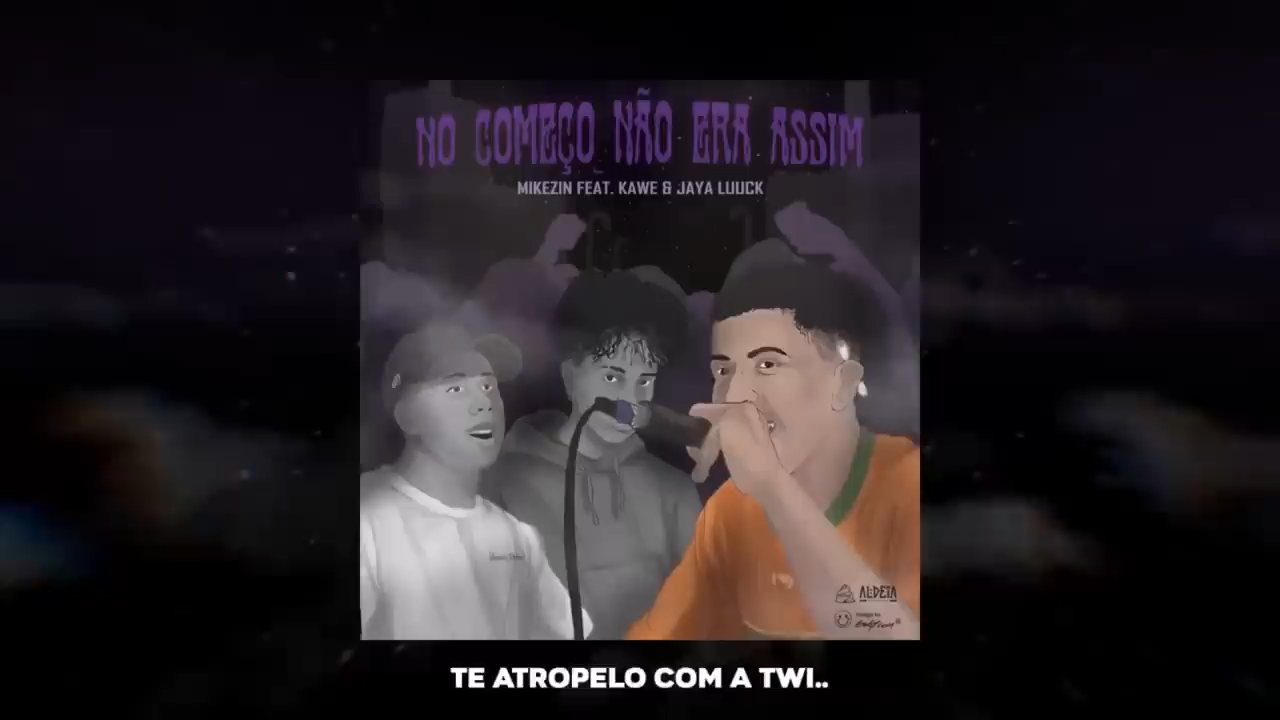 NO COMEÇO NÃO ERA ASSIM
MIKEZIN FEAT. KAWE & JAYA LUUCK
ALDEIA
TE ATROPELO COM A TWI..